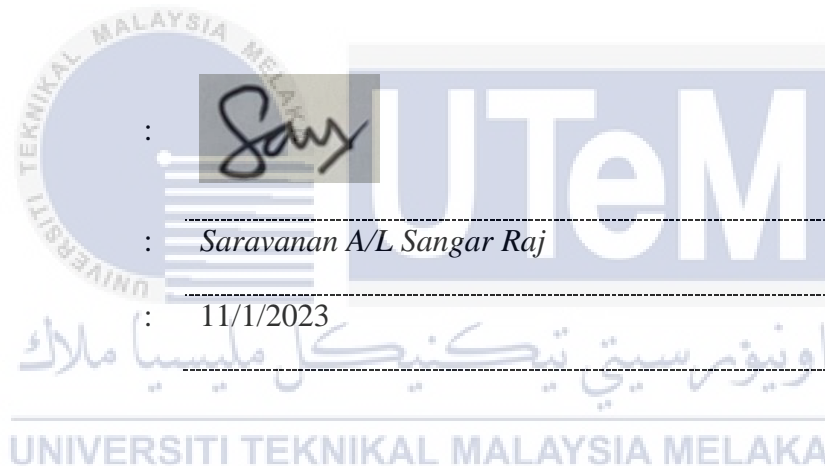 UNIVERSITI TEKNIKAL MALAYSIA MELAKA
UTeM
:
: Saravanan A/L Sangar Raj
: 11/1/2023
اونيۏرسيتي تيكنيكل مليسيا ملاك
UNIVERSITI TEKNIKAL MALAYSIA MELAKA